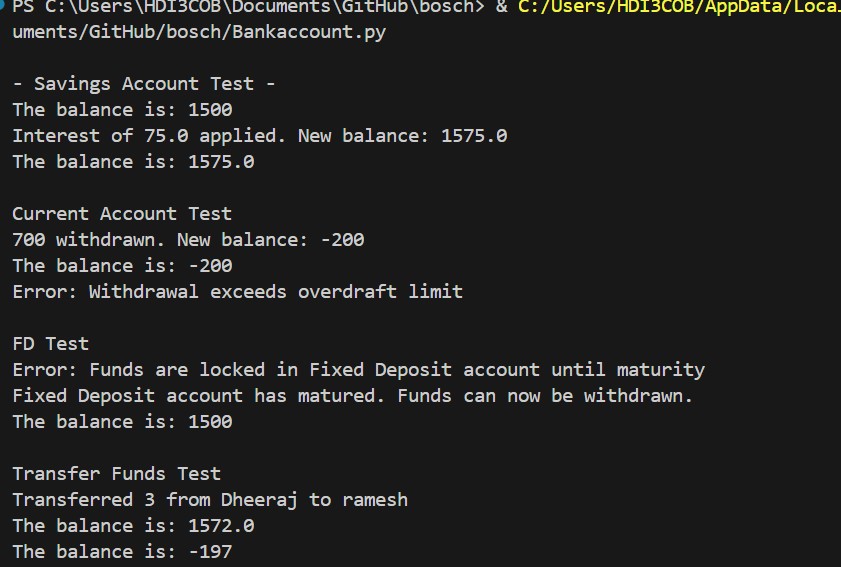 PS C:\Users\HDI3COB\Documents\GitHub\bosch> & C:/Users/HDI3COB/AppData/Loca
uments/GitHub/bosch/Bankaccount.py
- Savings Account Test -
The balance is: 1500
Interest of 75.0 applied. New balance: 1575.0
The balance is: 1575.0
Current Account Test
700 withdrawn. New balance: -200
The balance is: -200
Error: Withdrawal exceeds overdraft limit
FD Test
Error: Funds are locked in Fixed Deposit account until maturity
Fixed Deposit account has matured. Funds can now be withdrawn.
The balance is: 1500
Transfer Funds Test
Transferred 3 from Dheeraj to ramesh
The balance is: 1572.0
The balance is: -197